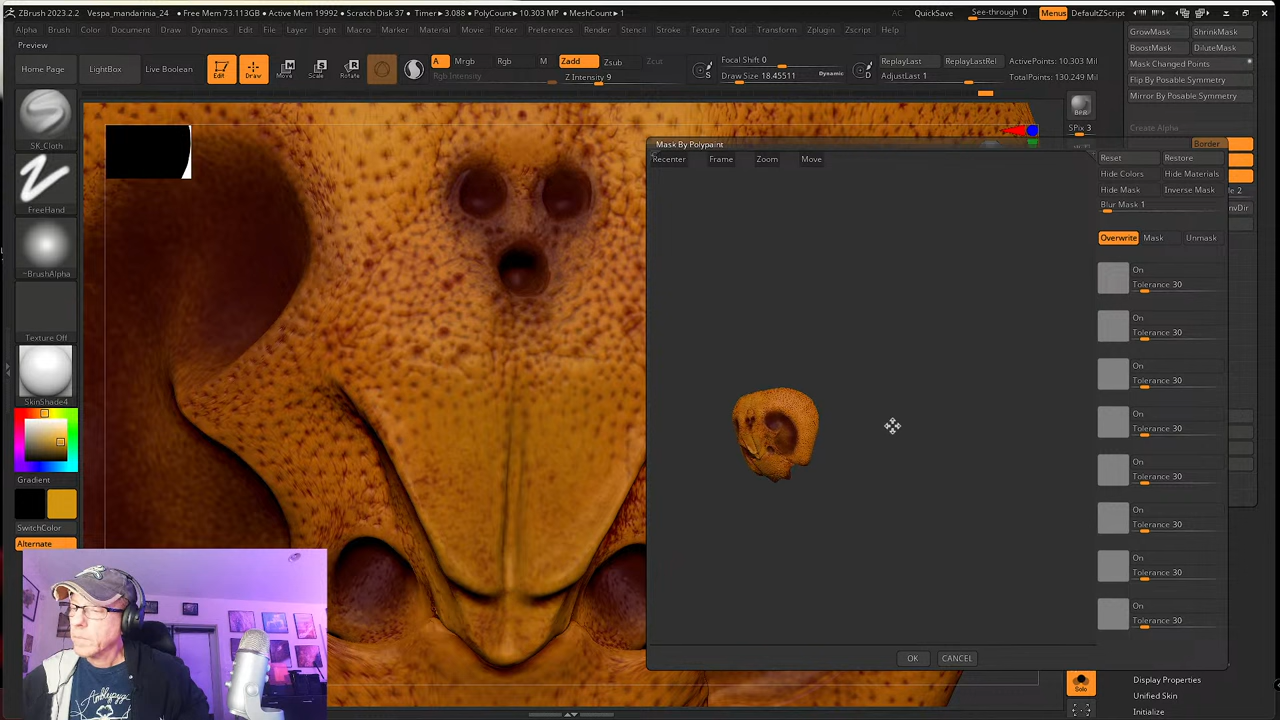 ZBrush 2023.2.2 Vespa_mandarinia_24 • Free Mem 73.113GB • Active Mem 19992 • Scratch Disk 37 • Timer▸3.088 • PolyCount▸10.303 MP • MeshCount▸1 AC QuickSave See-through 0 Menus DefaultZScript
Alpha Brush Color Document Draw Dynamics Edit File Layer Light Macro Marker Material Movie Picker Preferences Render Stencil Stroke Texture Tool Transform Zplugin Zscript Help
Preview
Home Page LightBox Live Boolean
Edit Draw Move Scale Rotate
A Mrgb Rgb M
Rgb Intensity
Zadd Zsub Zcut
Z Intensity 9
S
Focal Shift 0
Draw Size 18.45511 Dynamic
D
ReplayLast ReplayLastRel
AdjustLast 1
ActivePoints: 10.303 Mil
TotalPoints: 130.249 Mil
GrowMask ShrinkMask
BoostMask DiluteMask
Mask Changed Points
Flip By Posable Symmetry
Mirror By Posable Symmetry
Create Alpha
Border
BPR
SPix 3
SK_Cloth
FreeHand
~BrushAlpha
Texture Off
SkinShade4
Gradient
SwitchColor
Alternate
Mask By Polypaint
Recenter Frame Zoom Move
Reset Restore
Hide Colors Hide Materials
Hide Mask Inverse Mask
Blur Mask 1
Overwrite Mask Unmask
On
Tolerance 30
On
Tolerance 30
On
Tolerance 30
On
Tolerance 30
On
Tolerance 30
On
Tolerance 30
On
Tolerance 30
On
Tolerance 30
OK CANCEL
Solo
Display Properties
Unified Skin
Initialize